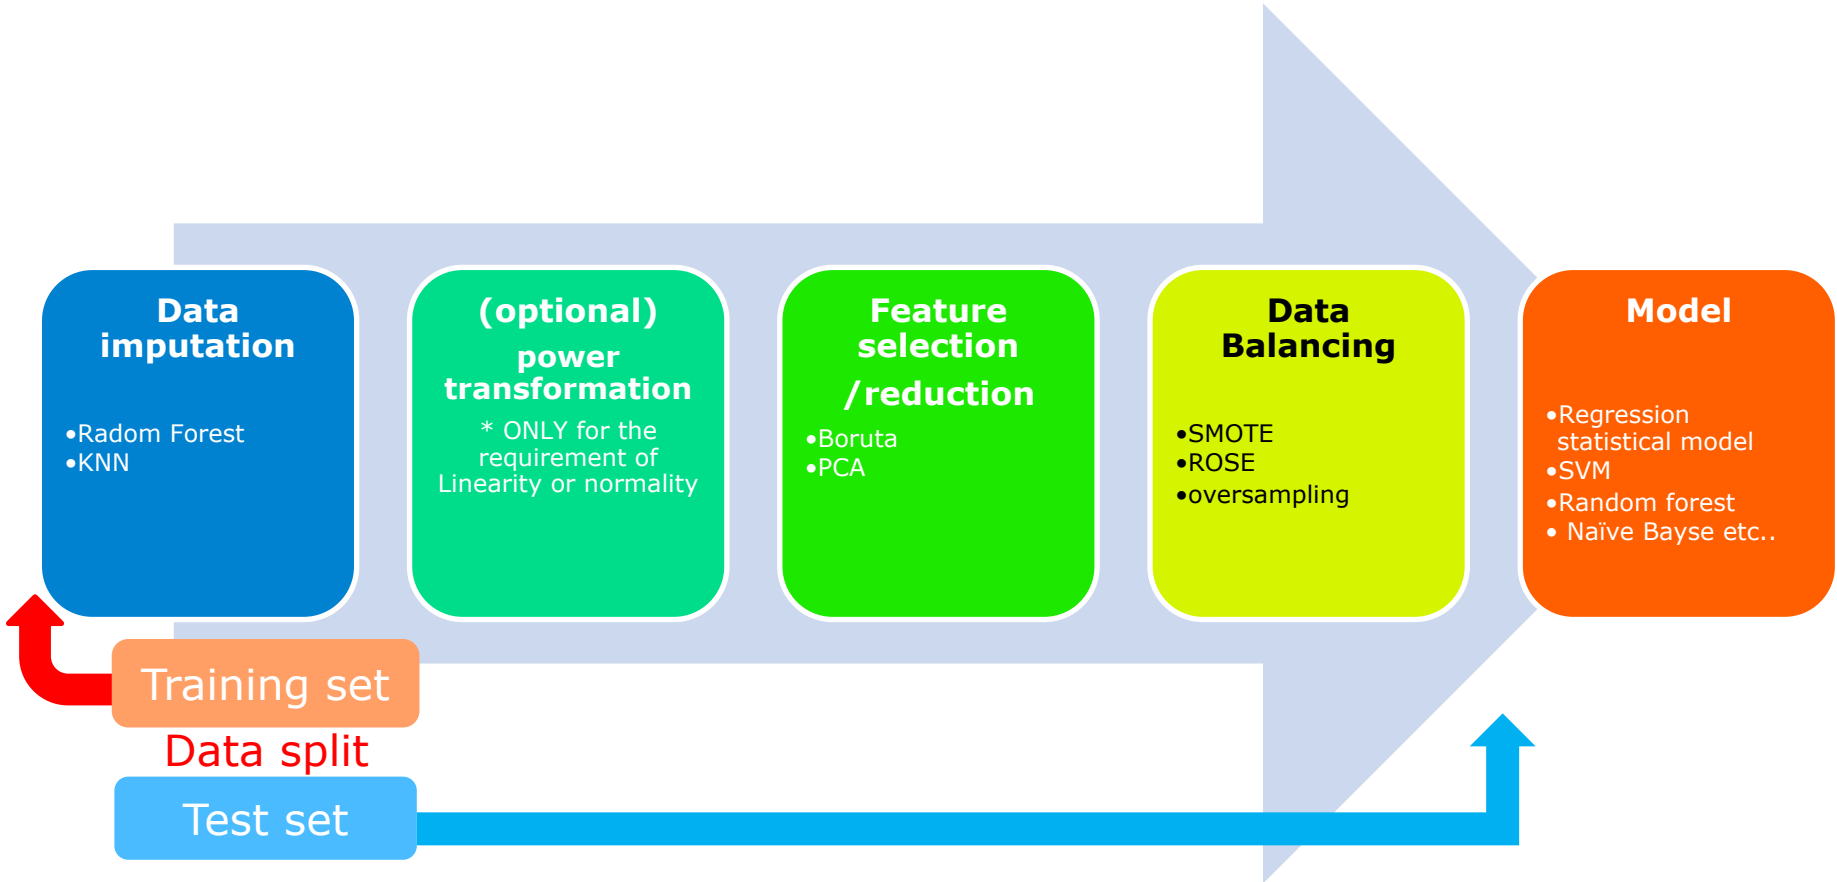 Data
imputation
•Radom Forest
•KNN
(optional)
power
transformation
* ONLY for the
requirement of
Linearity or normality
Feature
selection
/reduction
•Boruta
•PCA
Data
Balancing
•SMOTE
•ROSE
•oversampling
Model
•Regression
statistical model
•SVM
•Random forest
• Naïve Bayse etc..
Training set
Data split
Test set